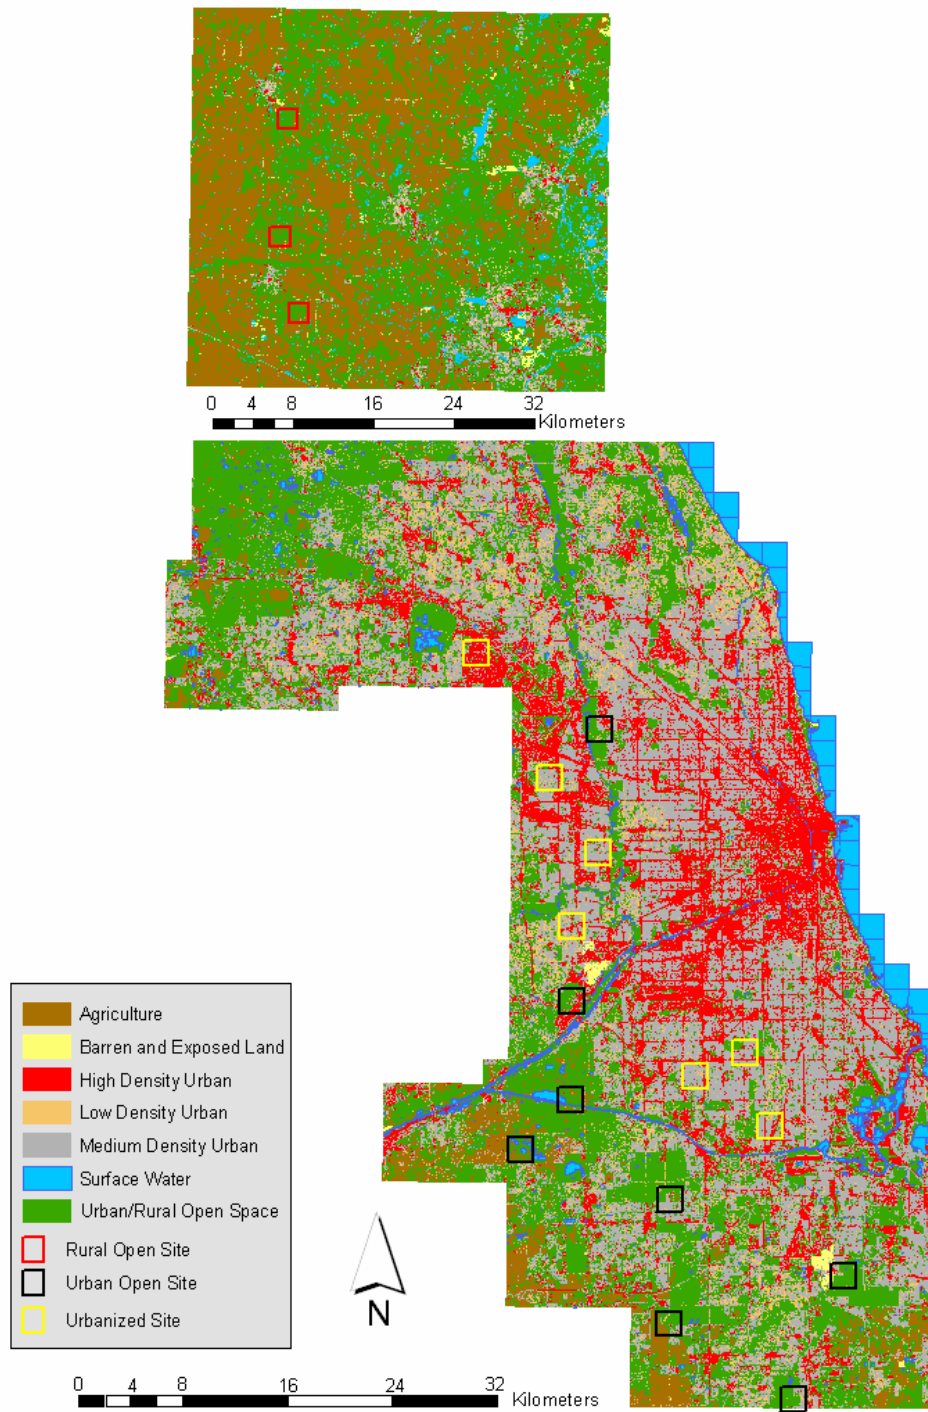 0 4 8 16 24 32
Kilometers
Agriculture
Barren and Exposed Land
High Density Urban
Low Density Urban
Medium Density Urban
Surface Water
Urban/Rural Open Space
Rural Open Site
Urban Open Site
Urbanized Site
N
0 2 4 8 16 24 32
Kilometers